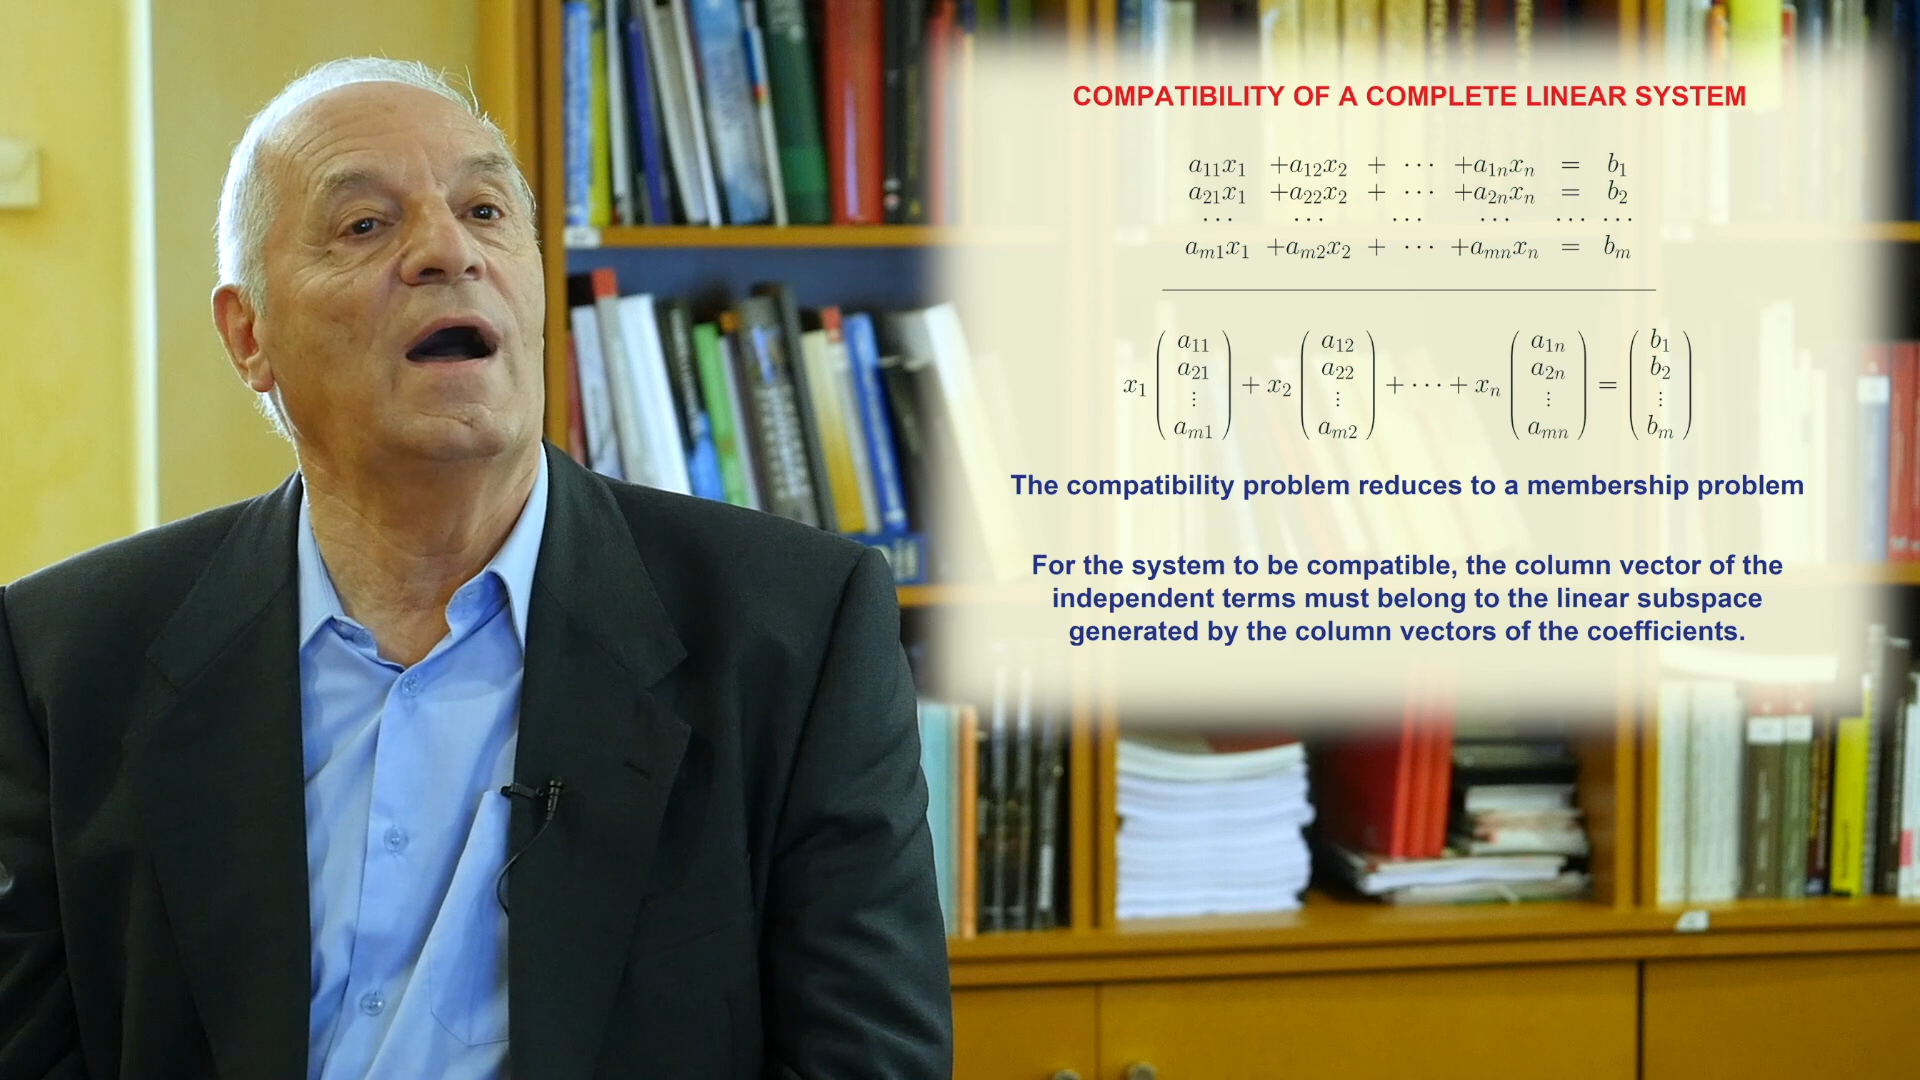 COMPATIBILITY OF A COMPLETE LINEAR SYSTEM
a₁₁x₁ +a₁₂x₂ + ⋯ +a₁ₙxₙ = b₁
a₂₁x₁ +a₂₂x₂ + ⋯ +a₂ₙxₙ = b₂
⋯ ⋯ ⋯ ⋯ ⋯ ⋯
aₘ₁x₁ +aₘ₂x₂ + ⋯ +aₘₙxₙ = bₘ
x₁ (a₁₁ a₂₁ ⋮ aₘ₁) + x₂ (a₁₂ a₂₂ ⋮ aₘ₂) + ⋯ + xₙ (a₁ₙ a₂ₙ ⋮ aₘₙ) = (b₁ b₂ ⋮ bₘ)
The compatibility problem reduces to a membership problem
For the system to be compatible, the column vector of the
independent terms must belong to the linear subspace
generated by the column vectors of the coefficients.